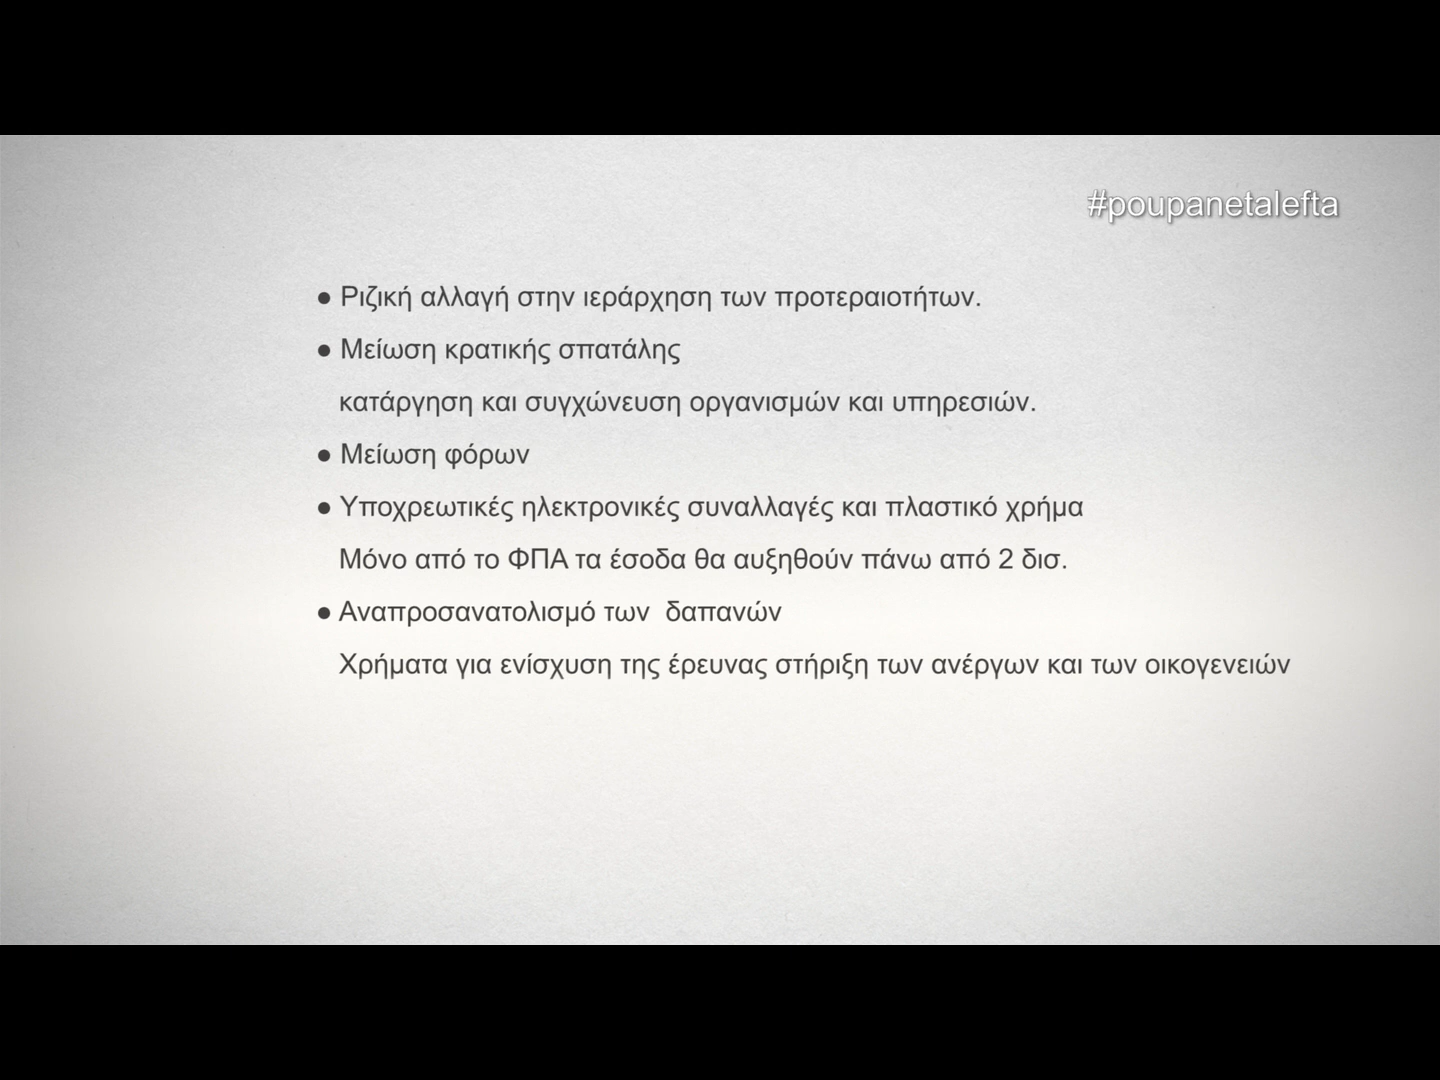 #poupanetalefta
● Ριζική αλλαγή στην ιεράρχηση των προτεραιοτήτων.
● Μείωση κρατικής σπατάλης
κατάργηση και συγχώνευση οργανισμών και υπηρεσιών.
● Μείωση φόρων
● Υποχρεωτικές ηλεκτρονικές συναλλαγές και πλαστικό χρήμα
Μόνο από το ΦΠΑ τα έσοδα θα αυξηθούν πάνω από 2 δισ.
● Αναπροσανατολισμό των  δαπανών
Χρήματα για ενίσχυση της έρευνας στήριξη των ανέργων και των οικογενειών